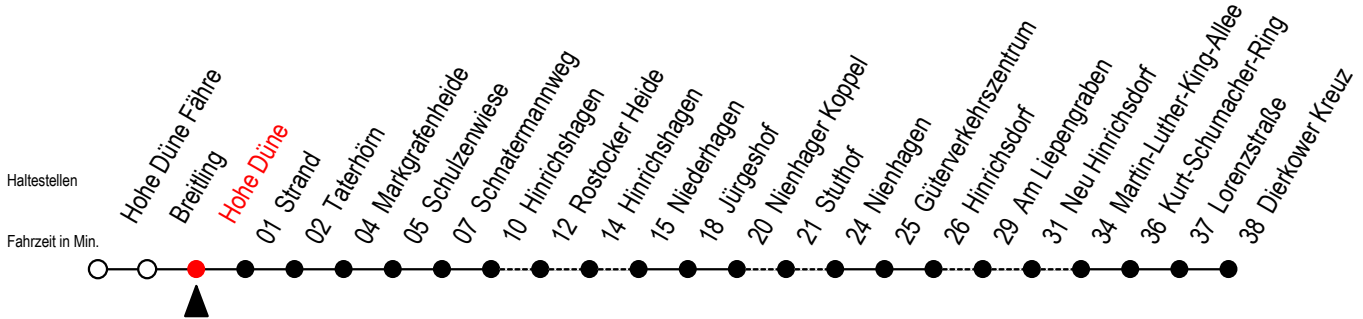 Haltestellen
Fahrzeit in Min.
Hohe Düne Fähre
Breitling
Hohe Düne
01 Strand
02 Taterhörn
04 Markgrafenheide
05 Schulzenwiese
07 Schnatermannweg
10 Hinrichshagen
12 Rostocker Heide
14 Hinrichshagen
15 Niederhagen
18 Jürgeshof
20 Nienhager Koppel
21 Stuthof
24 Nienhagen
25 Güterverkehrszentrum
26 Hinrichsdorf
29 Am Liepengraben
31 Neu Hinrichsdorf
34 Martin-Luther-King-Allee
36 Kurt-Schumacher-Ring
37 Lorenzstraße
38 Dierkower Kreuz